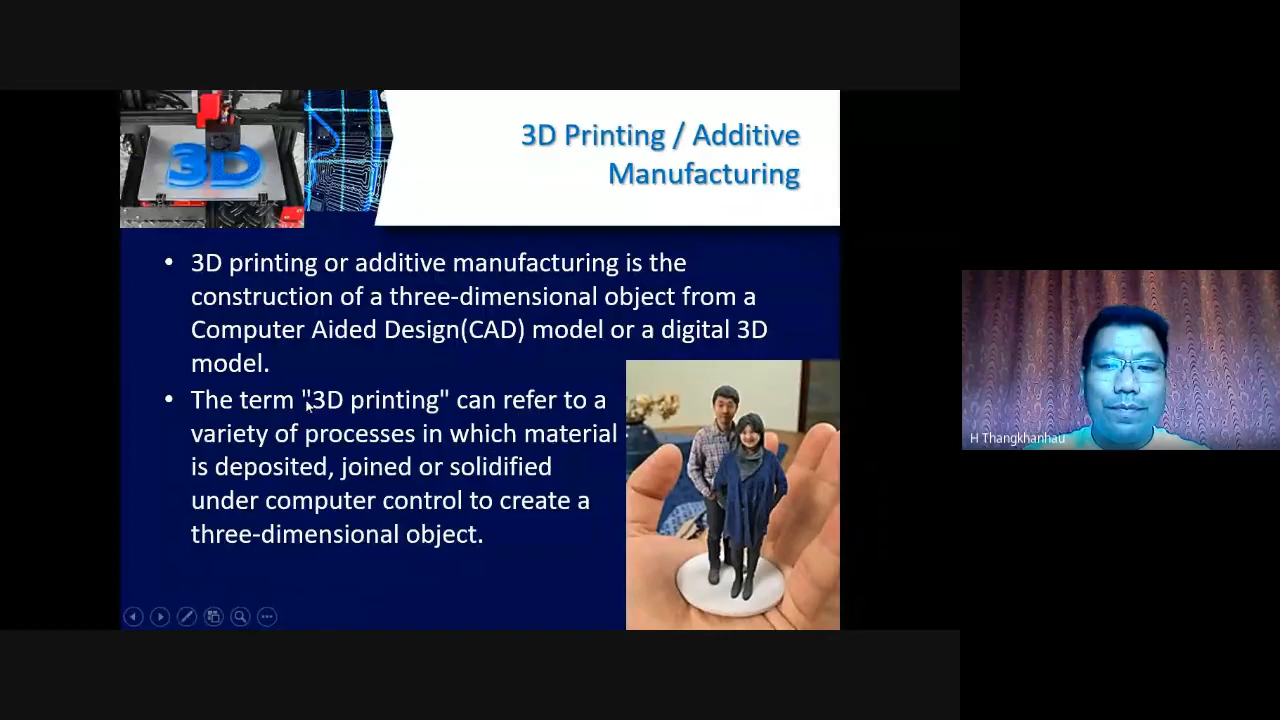 3D
3D Printing / Additive
Manufacturing
• 3D printing or additive manufacturing is the
construction of a three-dimensional object from a
Computer Aided Design(CAD) model or a digital 3D
model.
• The term "3D printing" can refer to a
variety of processes in which material
is deposited, joined or solidified
under computer control to create a
three-dimensional object.
H Thangkhanhau